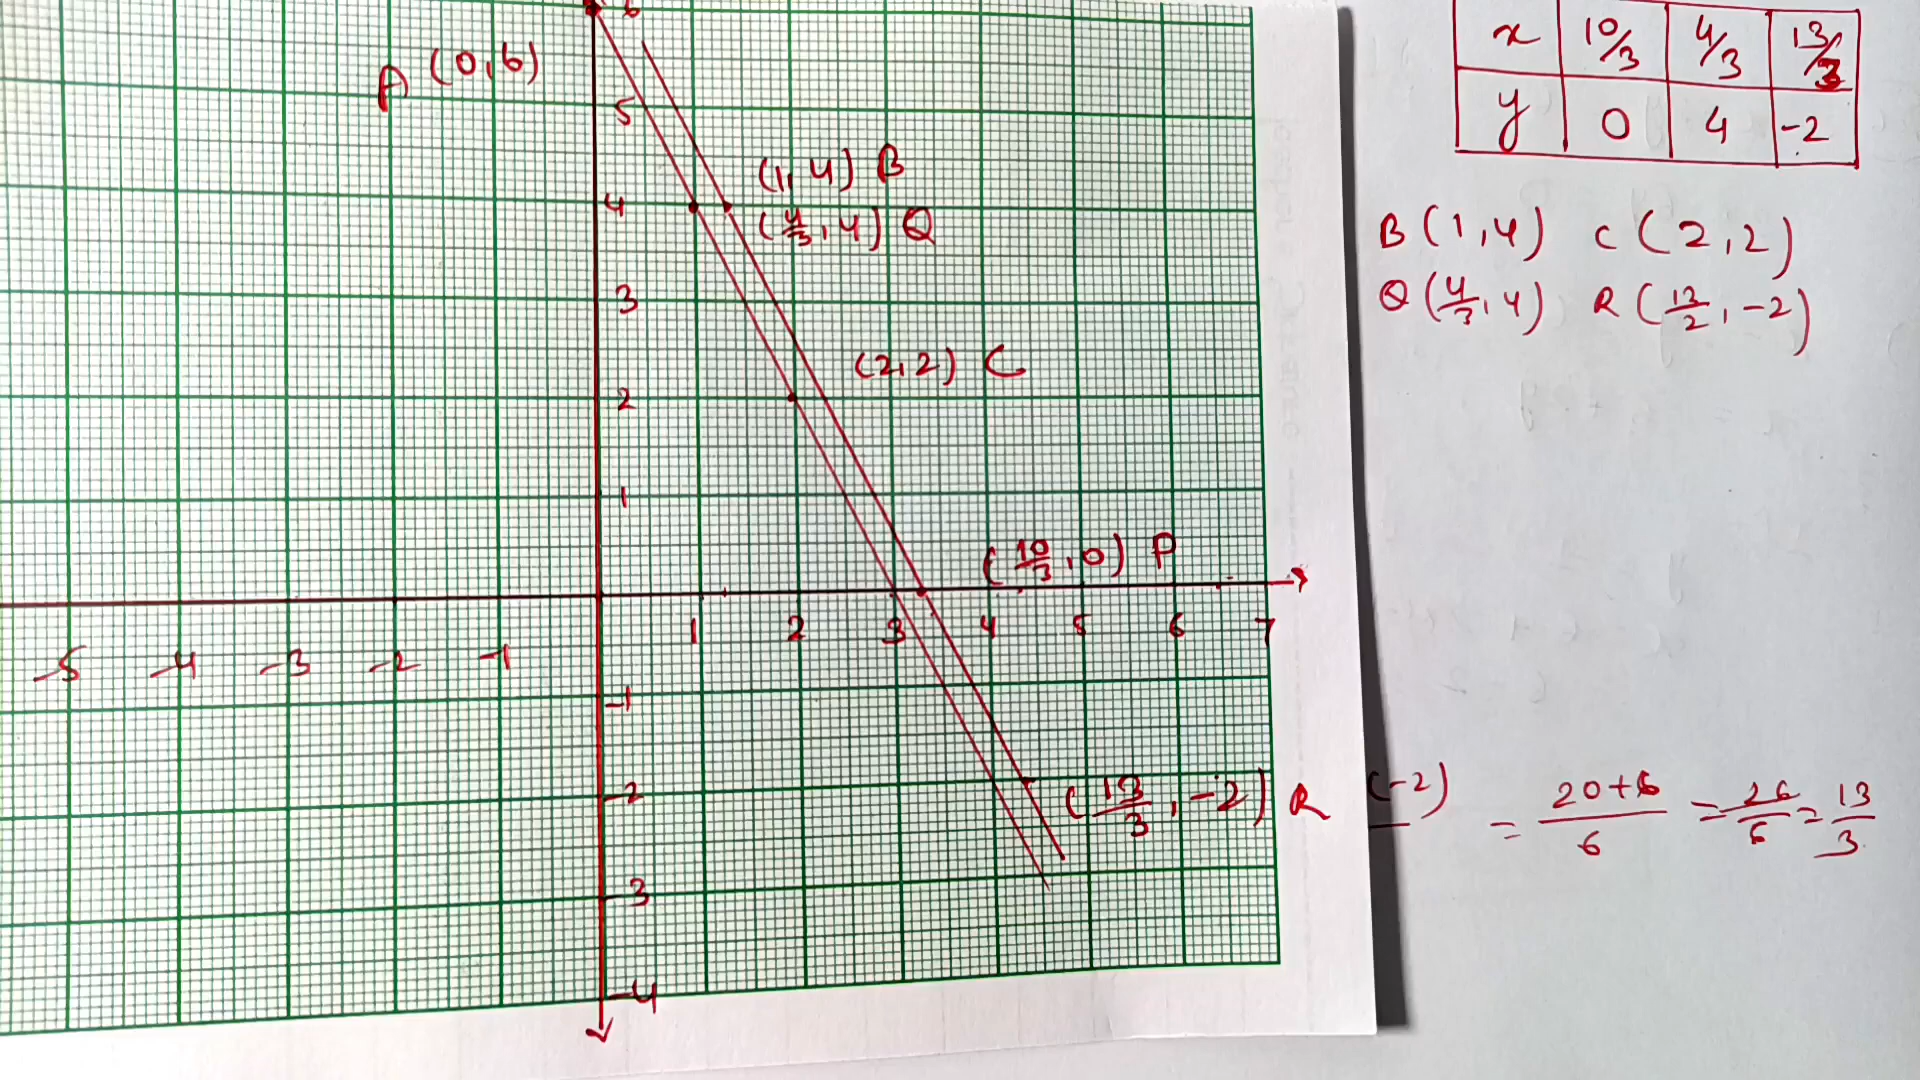 A (0,6)
6
5
4
3
2
1
(1,4) B
(4/3, 4) Q
(2,2) C
(10/3, 0) P
-5 -4 -3 -2 -1 1 2 3 4 5 6 7
-1
-2
-3
-4
(13/3, -2) R
x 10/3 4/3 13/3
y 0 4 -2
B (1,4) C (2,2)
Q (4/3, 4) R (13/2, -2)
(-2) = 20+6/6 = 26/6 = 13/3